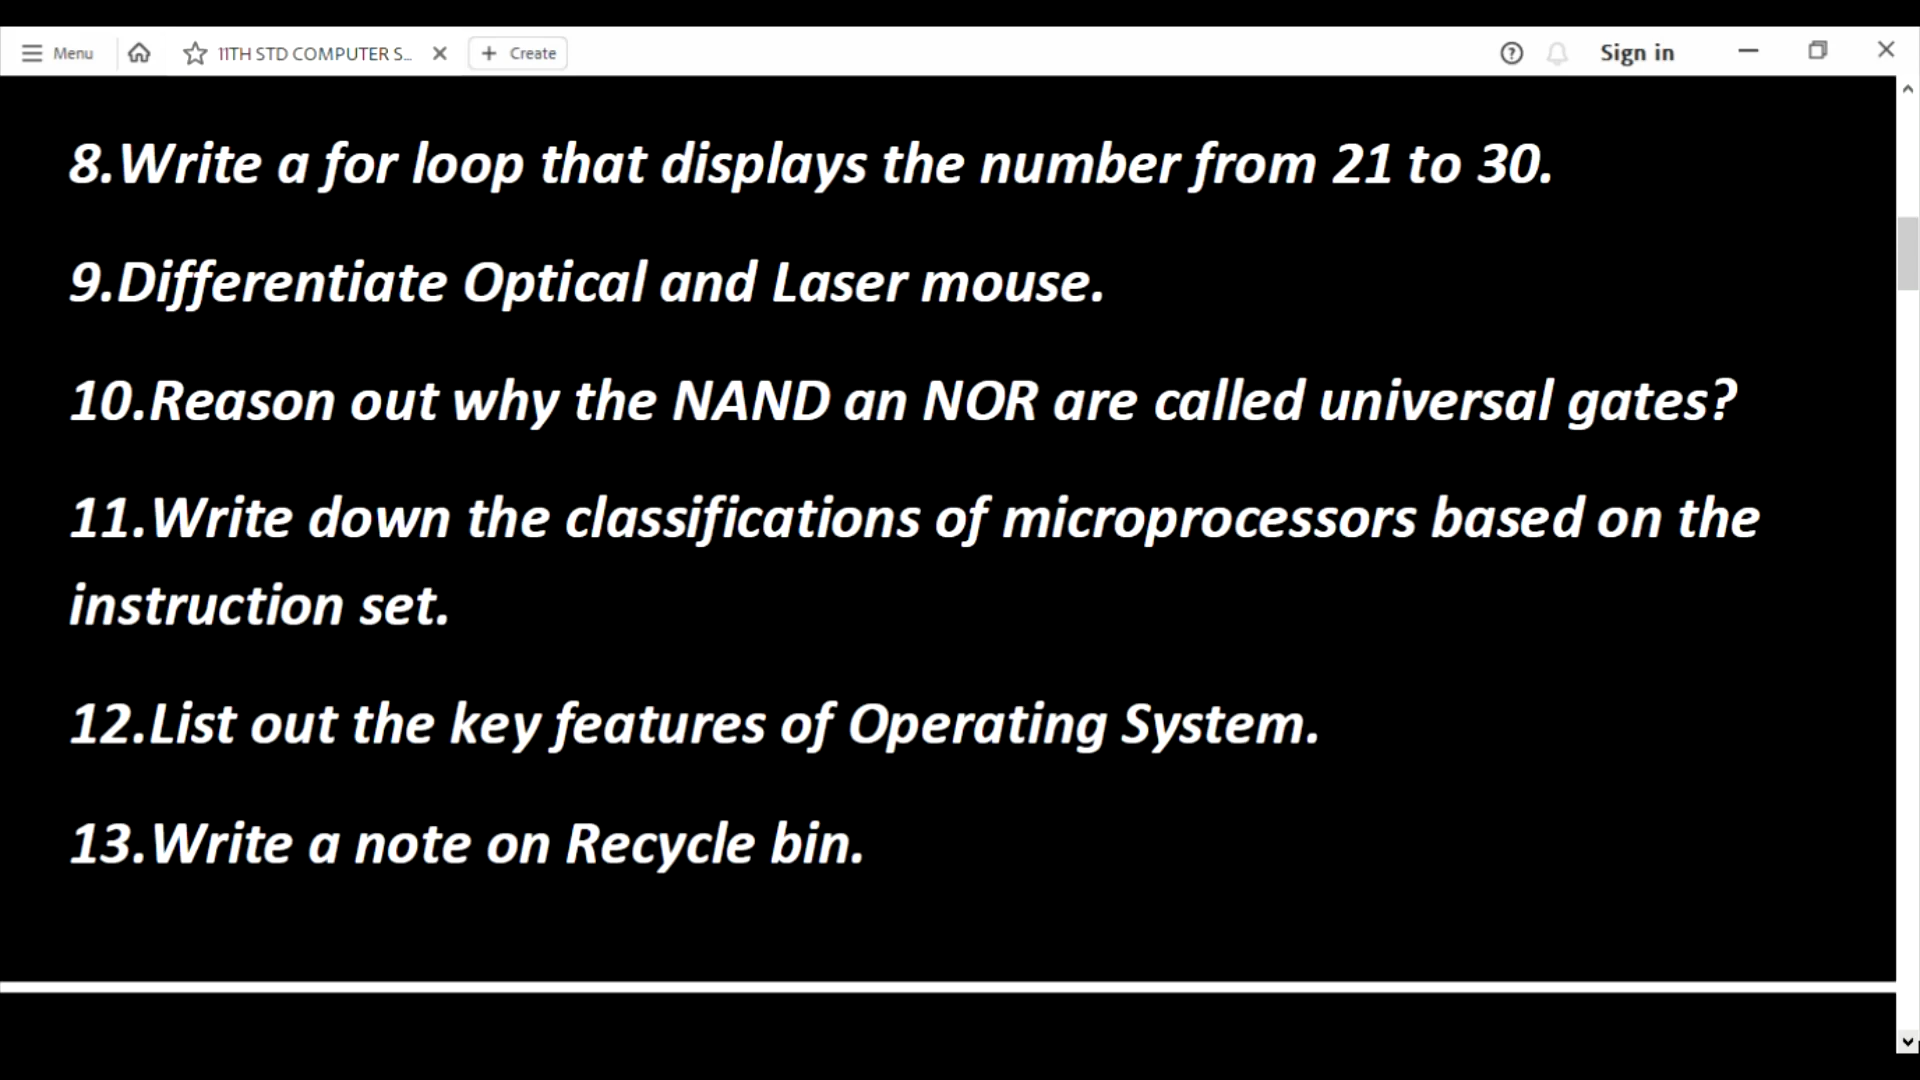 Menu 11TH STD COMPUTER S... Create Sign in
8.Write a for loop that displays the number from 21 to 30.
9.Differentiate Optical and Laser mouse.
10.Reason out why the NAND an NOR are called universal gates?
11.Write down the classifications of microprocessors based on the
instruction set.
12.List out the key features of Operating System.
13.Write a note on Recycle bin.